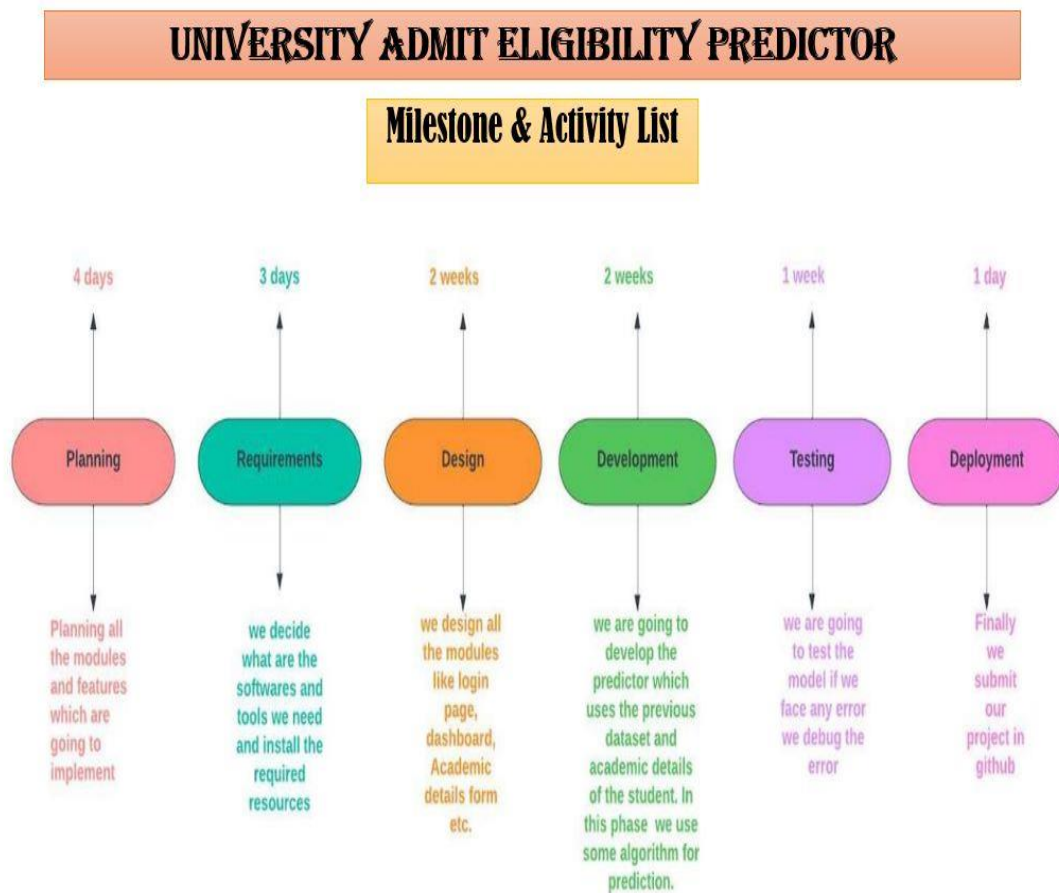 UNIVERSITY ADMIT ELIGIBILITY PREDICTOR
Milestone & Activity List
4 days
3 days
2 weeks
2 weeks
1 week
1 day
Planning
Requirements
Design
Development
Testing
Deployment
Planning all
the modules
and features
which are
going to
implement
we decide
what are the
softwares and
tools we need
and install the
required
resources
we design all
the modules
like login
page,
dashboard,
Academic
details form
etc.
we are going to
develop the
predictor which
uses the previous
dataset and
academic details
of the student. In
this phase we use
some algorithm for
prediction.
we are going
to test the
model if we
face any error
we debug the
error
Finally
we
submit
our
project in
github